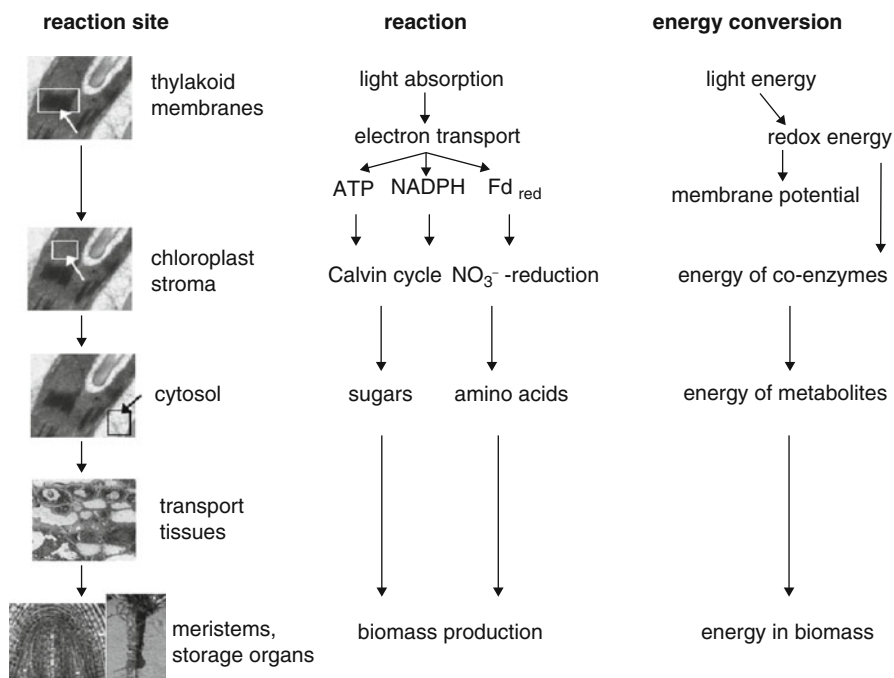 reaction site reaction energy conversion
thylakoid
membranes
light absorption light energy
electron transport redox energy
ATP NADPH Fd red
membrane potential
chloroplast
stroma
Calvin cycle NO₃⁻ -reduction energy of co-enzymes
cytosol sugars amino acids energy of metabolites
transport
tissues
meristems,
storage organs
biomass production energy in biomass